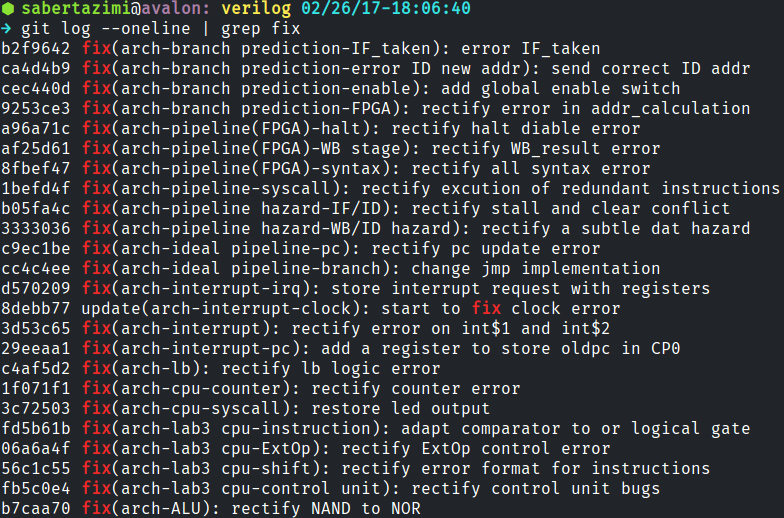 sabertazimi@avalon: verilog 02/26/17-18:06:40
→ git log --oneline | grep fix
b2f9642 fix(arch-branch prediction-IF_taken): error IF_taken
ca4d4b9 fix(arch-branch prediction-error ID new addr): send correct ID addr
cec440d fix(arch-branch prediction-enable): add global enable switch
9253ce3 fix(arch-branch prediction-FPGA): rectify error in addr_calculation
a96a71c fix(arch-pipeline(FPGA)-halt): rectify halt diable error
af25d61 fix(arch-pipeline(FPGA)-WB stage): rectify WB_result error
8fbef47 fix(arch-pipeline(FPGA)-syntax): rectify all syntax error
1befd4f fix(arch-pipeline-syscall): rectify excution of redundant instructions
b05fa4c fix(arch-pipeline hazard-IF/ID): rectify stall and clear conflict
3333036 fix(arch-pipeline hazard-WB/ID hazard): rectify a subtle dat hazard
c9ec1be fix(arch-ideal pipeline-pc): rectify pc update error
cc4c4ee fix(arch-ideal pipeline-branch): change jmp implementation
d570209 fix(arch-interrupt-irq): store interrupt request with registers
8debb77 update(arch-interrupt-clock): start to fix clock error
3d53c65 fix(arch-interrupt): rectify error on int$1 and int$2
29eeaa1 fix(arch-interrupt-pc): add a register to store oldpc in CP0
c4af5d2 fix(arch-lb): rectify lb logic error
1f071f1 fix(arch-cpu-counter): rectify counter error
3c72503 fix(arch-cpu-syscall): restore led output
fd5b61b fix(arch-lab3 cpu-instruction): adapt comparator to or logical gate
06a6a4f fix(arch-lab3 cpu-ExtOp): rectify ExtOp control error
56c1c55 fix(arch-lab3 cpu-shift): rectify error format for instructions
fb5c0e4 fix(arch-lab3 cpu-control unit): rectify control unit bugs
b7caa70 fix(arch-ALU): rectify NAND to NOR